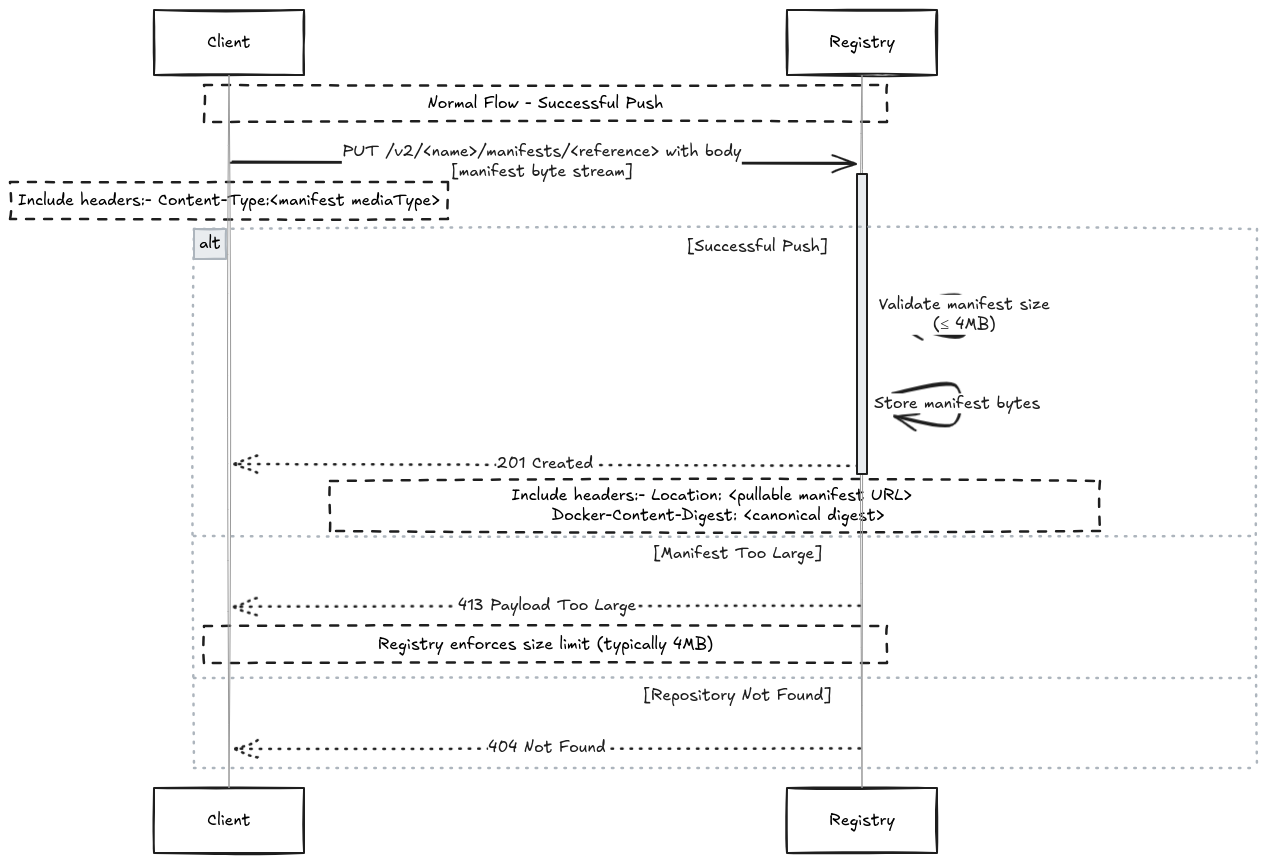 Client
Registry
Normal Flow - Successful Push
PUT /v2/<name>/manifests/<reference> with body
[manifest byte stream]
Include headers:- Content-Type:<manifest mediaType>
alt
[Successful Push]
Validate manifest size
(≤ 4MB)
Store manifest bytes
201 Created
Include headers:- Location: <pullable manifest URL>
Docker-Content-Digest: <canonical digest>
[Manifest Too Large]
413 Payload Too Large
Registry enforces size limit (typically 4MB)
[Repository Not Found]
404 Not Found
Client
Registry